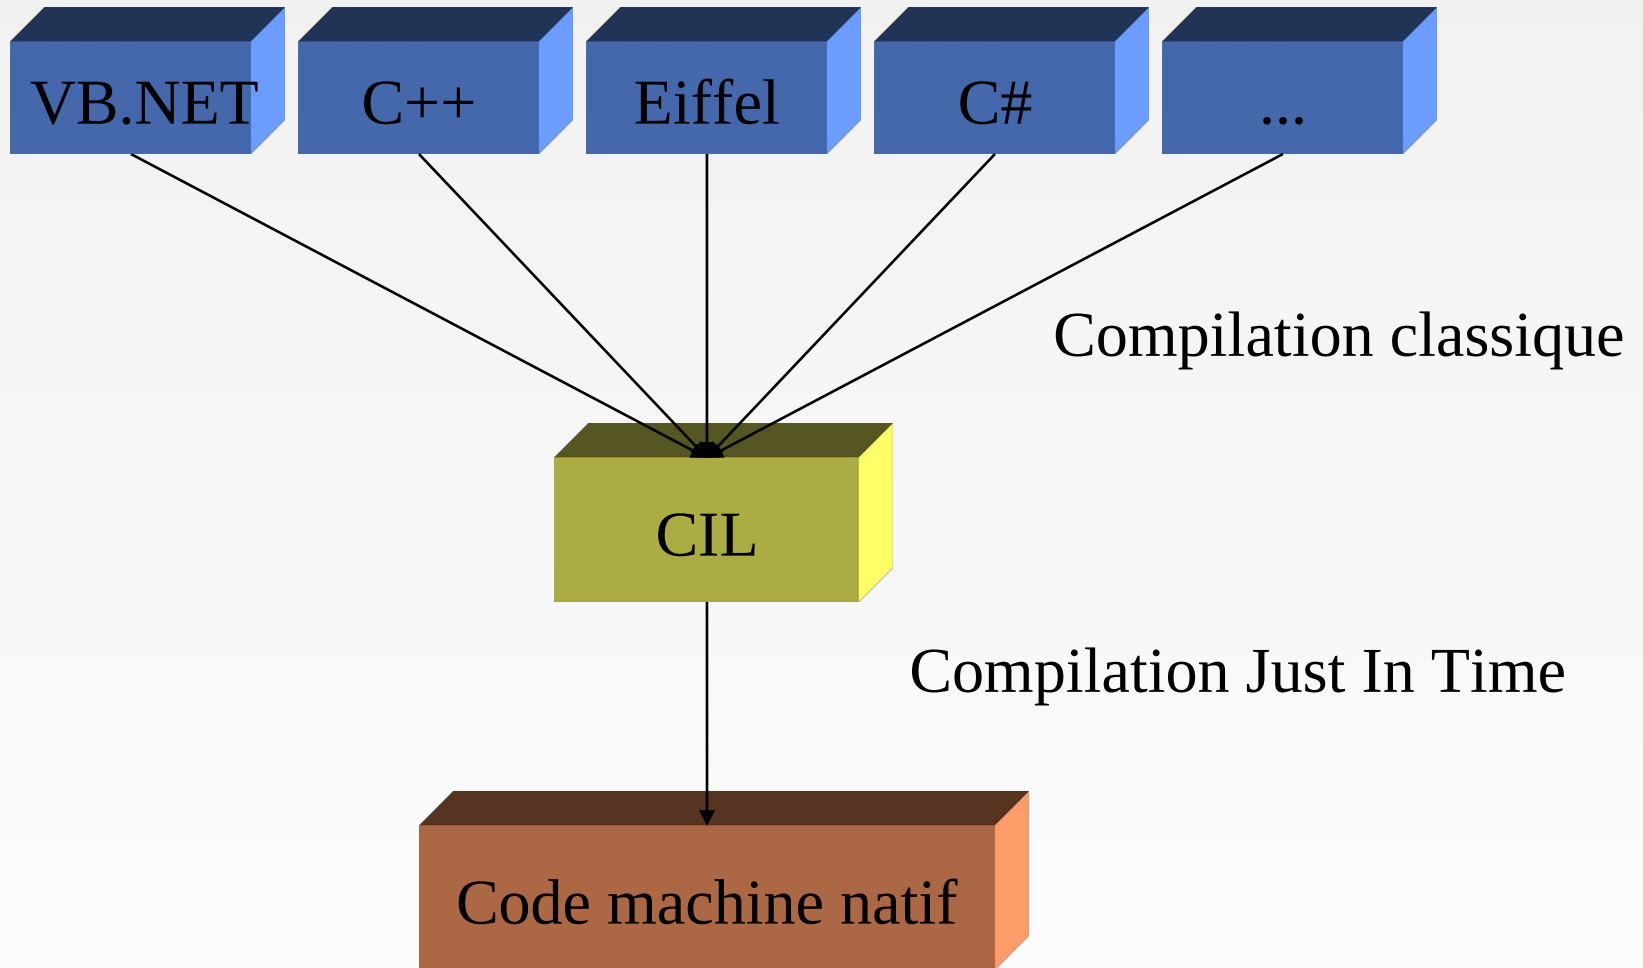 VB.NET
C++
Eiffel
C#
...
Compilation classique
CIL
Compilation Just In Time
Code machine natif